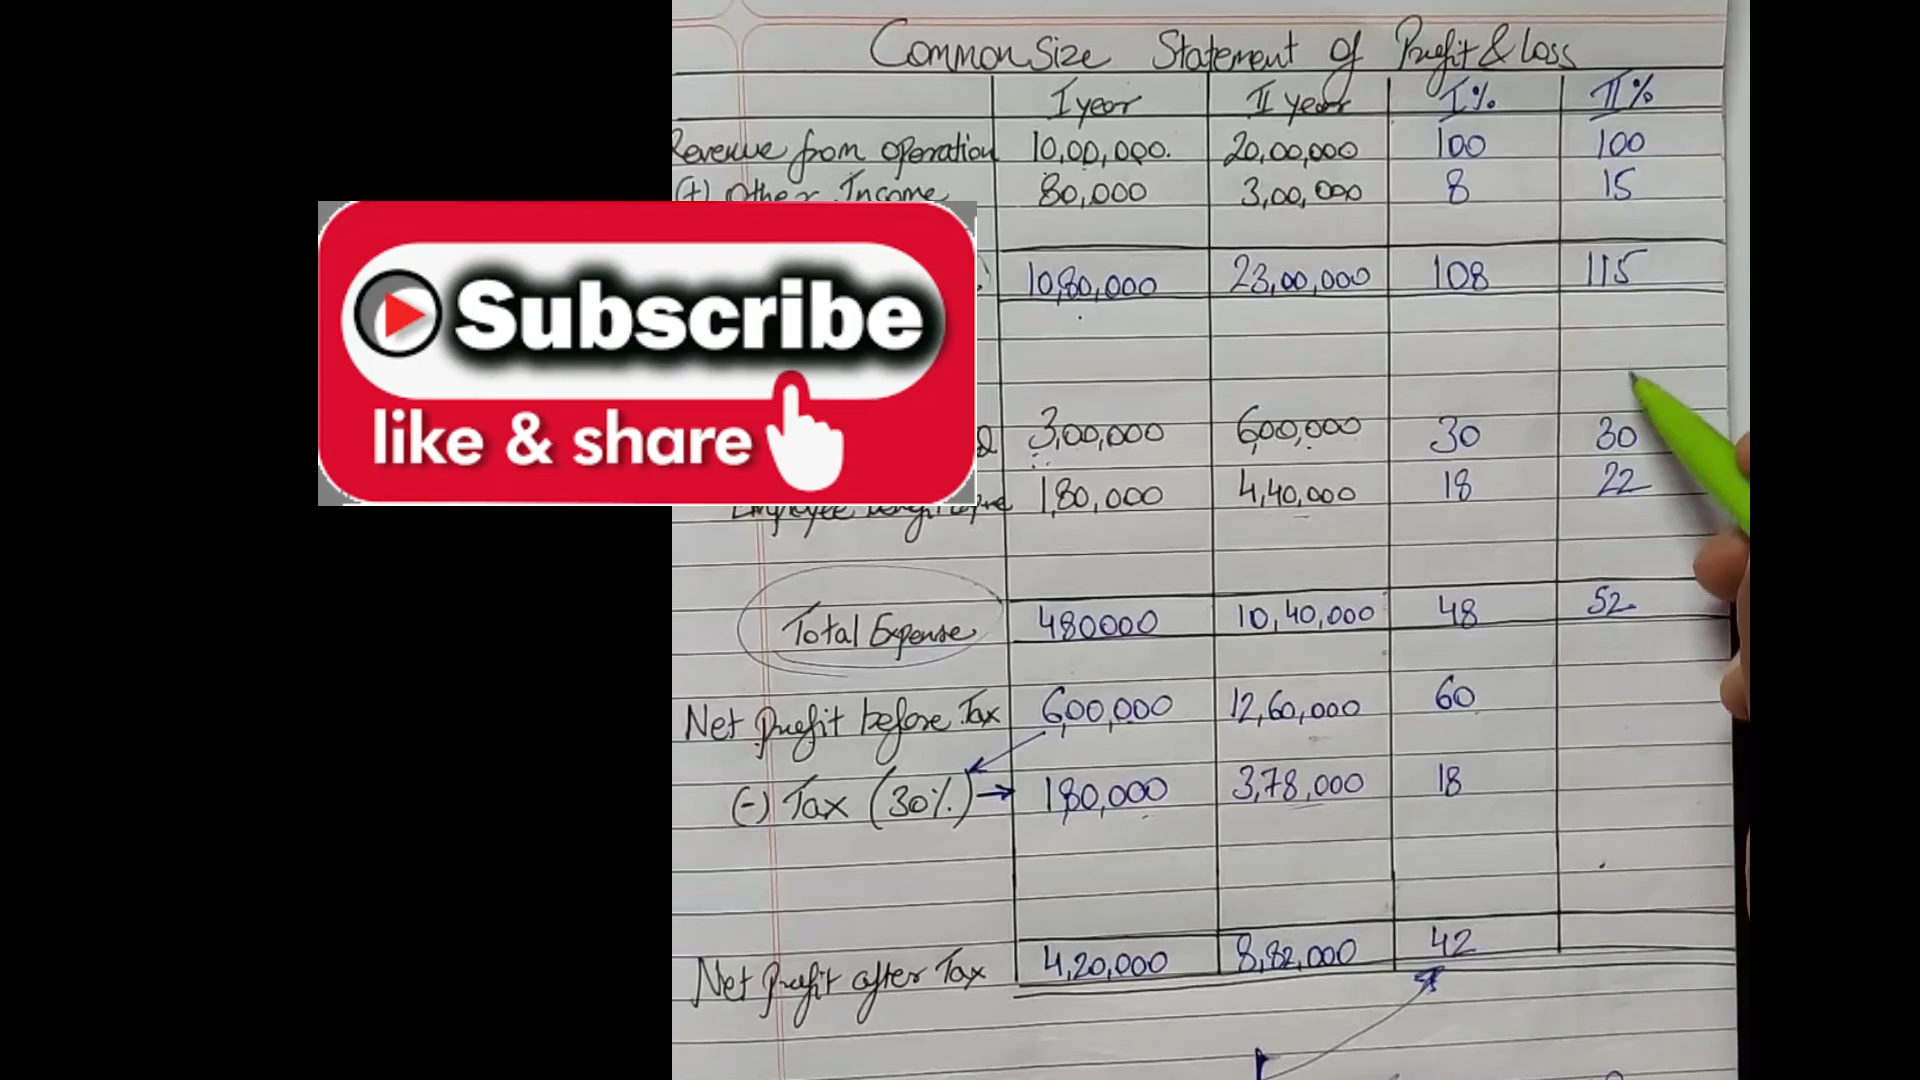 Common Size Statement of Profit & Loss
I year II year I% II%
Revenue from operation 10,00,000. 20,00,000 100 100
(+) Other Income 80,000 3,00,000 8 15
10,80,000 23,00,000 108 115
Subscribe
like & share
3,00,000 600,000 30 30
Employee 1,80,000 4,40,000 18 22
Total Expense 480000 10,40,000 48 52
Net Profit before Tax 600,000 12,60,000 60
(-) Tax (30%) → 180,000 3,78,000 18
Net Profit after Tax 4,20,000 8,82,000 42